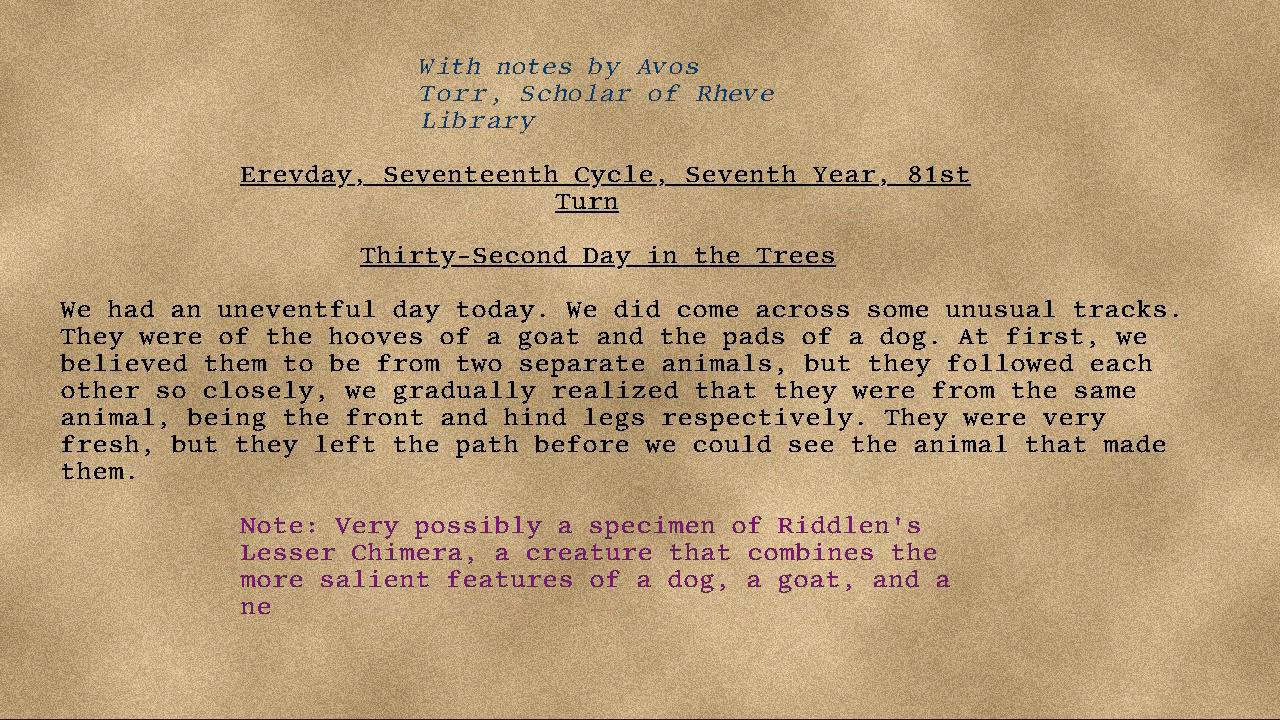 With notes by Avos
Torr, Scholar of Rheve
Library
Erevday, Seventeenth Cycle, Seventh Year, 81st
Turn
Thirty-Second Day in the Trees
We had an uneventful day today. We did come across some unusual tracks.
They were of the hooves of a goat and the pads of a dog. At first, we
believed them to be from two separate animals, but they followed each
other so closely, we gradually realized that they were from the same
animal, being the front and hind legs respectively. They were very
fresh, but they left the path before we could see the animal that made
them.
Note: Very possibly a specimen of Riddlen's
Lesser Chimera, a creature that combines the
more salient features of a dog, a goat, and a
ne